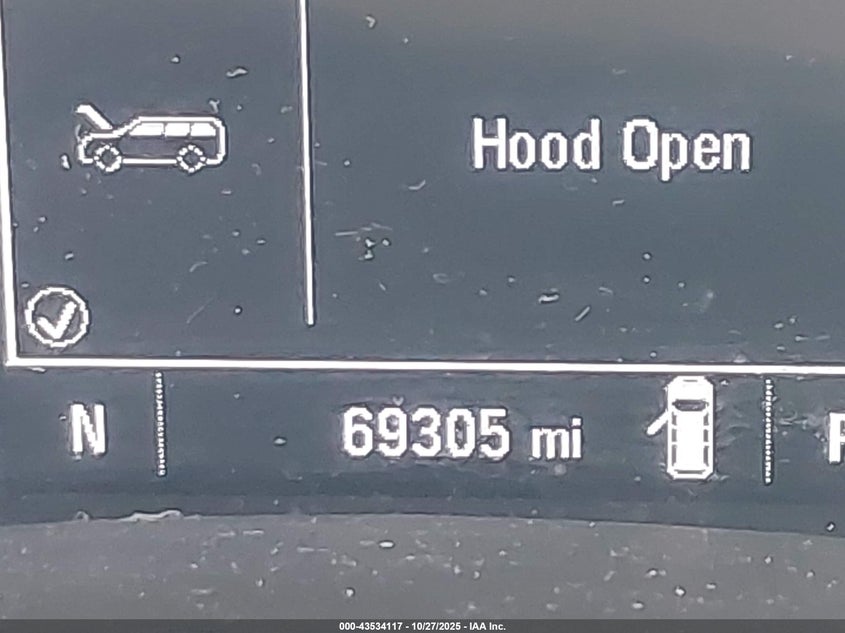 Hood Open
N 69305 mi
000-43534117 - 10/27/2025 - IAA Inc.